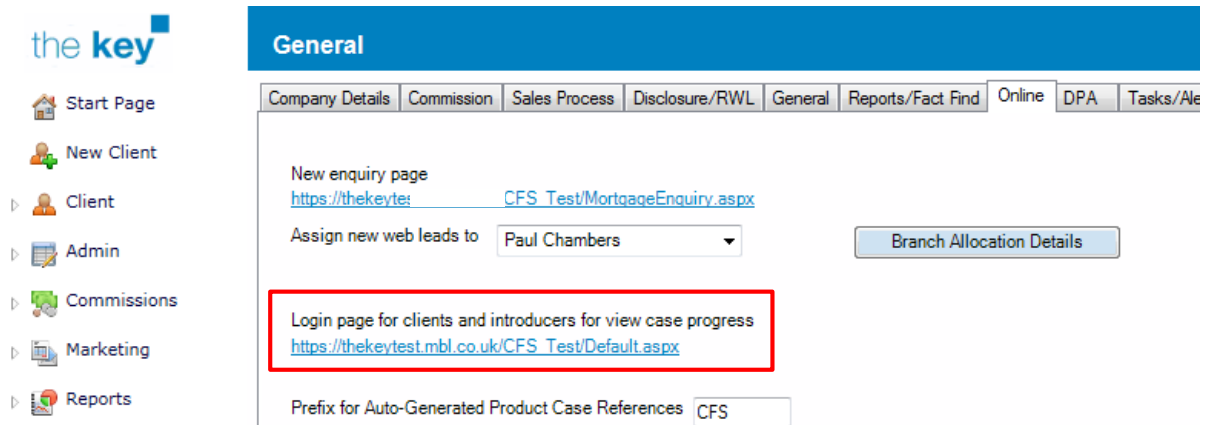 the key
General
Start Page
New Client
Client
Admin
Commissions
Marketing
Reports
Company Details Commission Sales Process Disclosure/RWL General Reports/Fact Find Online DPA Tasks/Ale
New enquiry page
https://thekeytes CFS_Test/MortgageEnquiry.aspx
Assign new web leads to Paul Chambers Branch Allocation Details
Login page for clients and introducers for view case progress
https://thekeytest.mbl.co.uk/CFS_Test/Default.aspx
Prefix for Auto-Generated Product Case References CFS